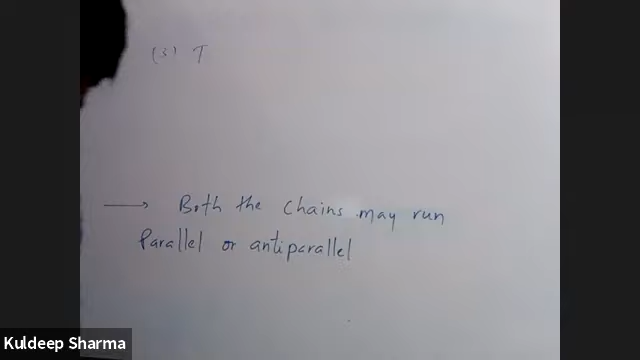 (3) T
→ Both the chains may run
Parallel or antiparallel
Kuldeep Sharma